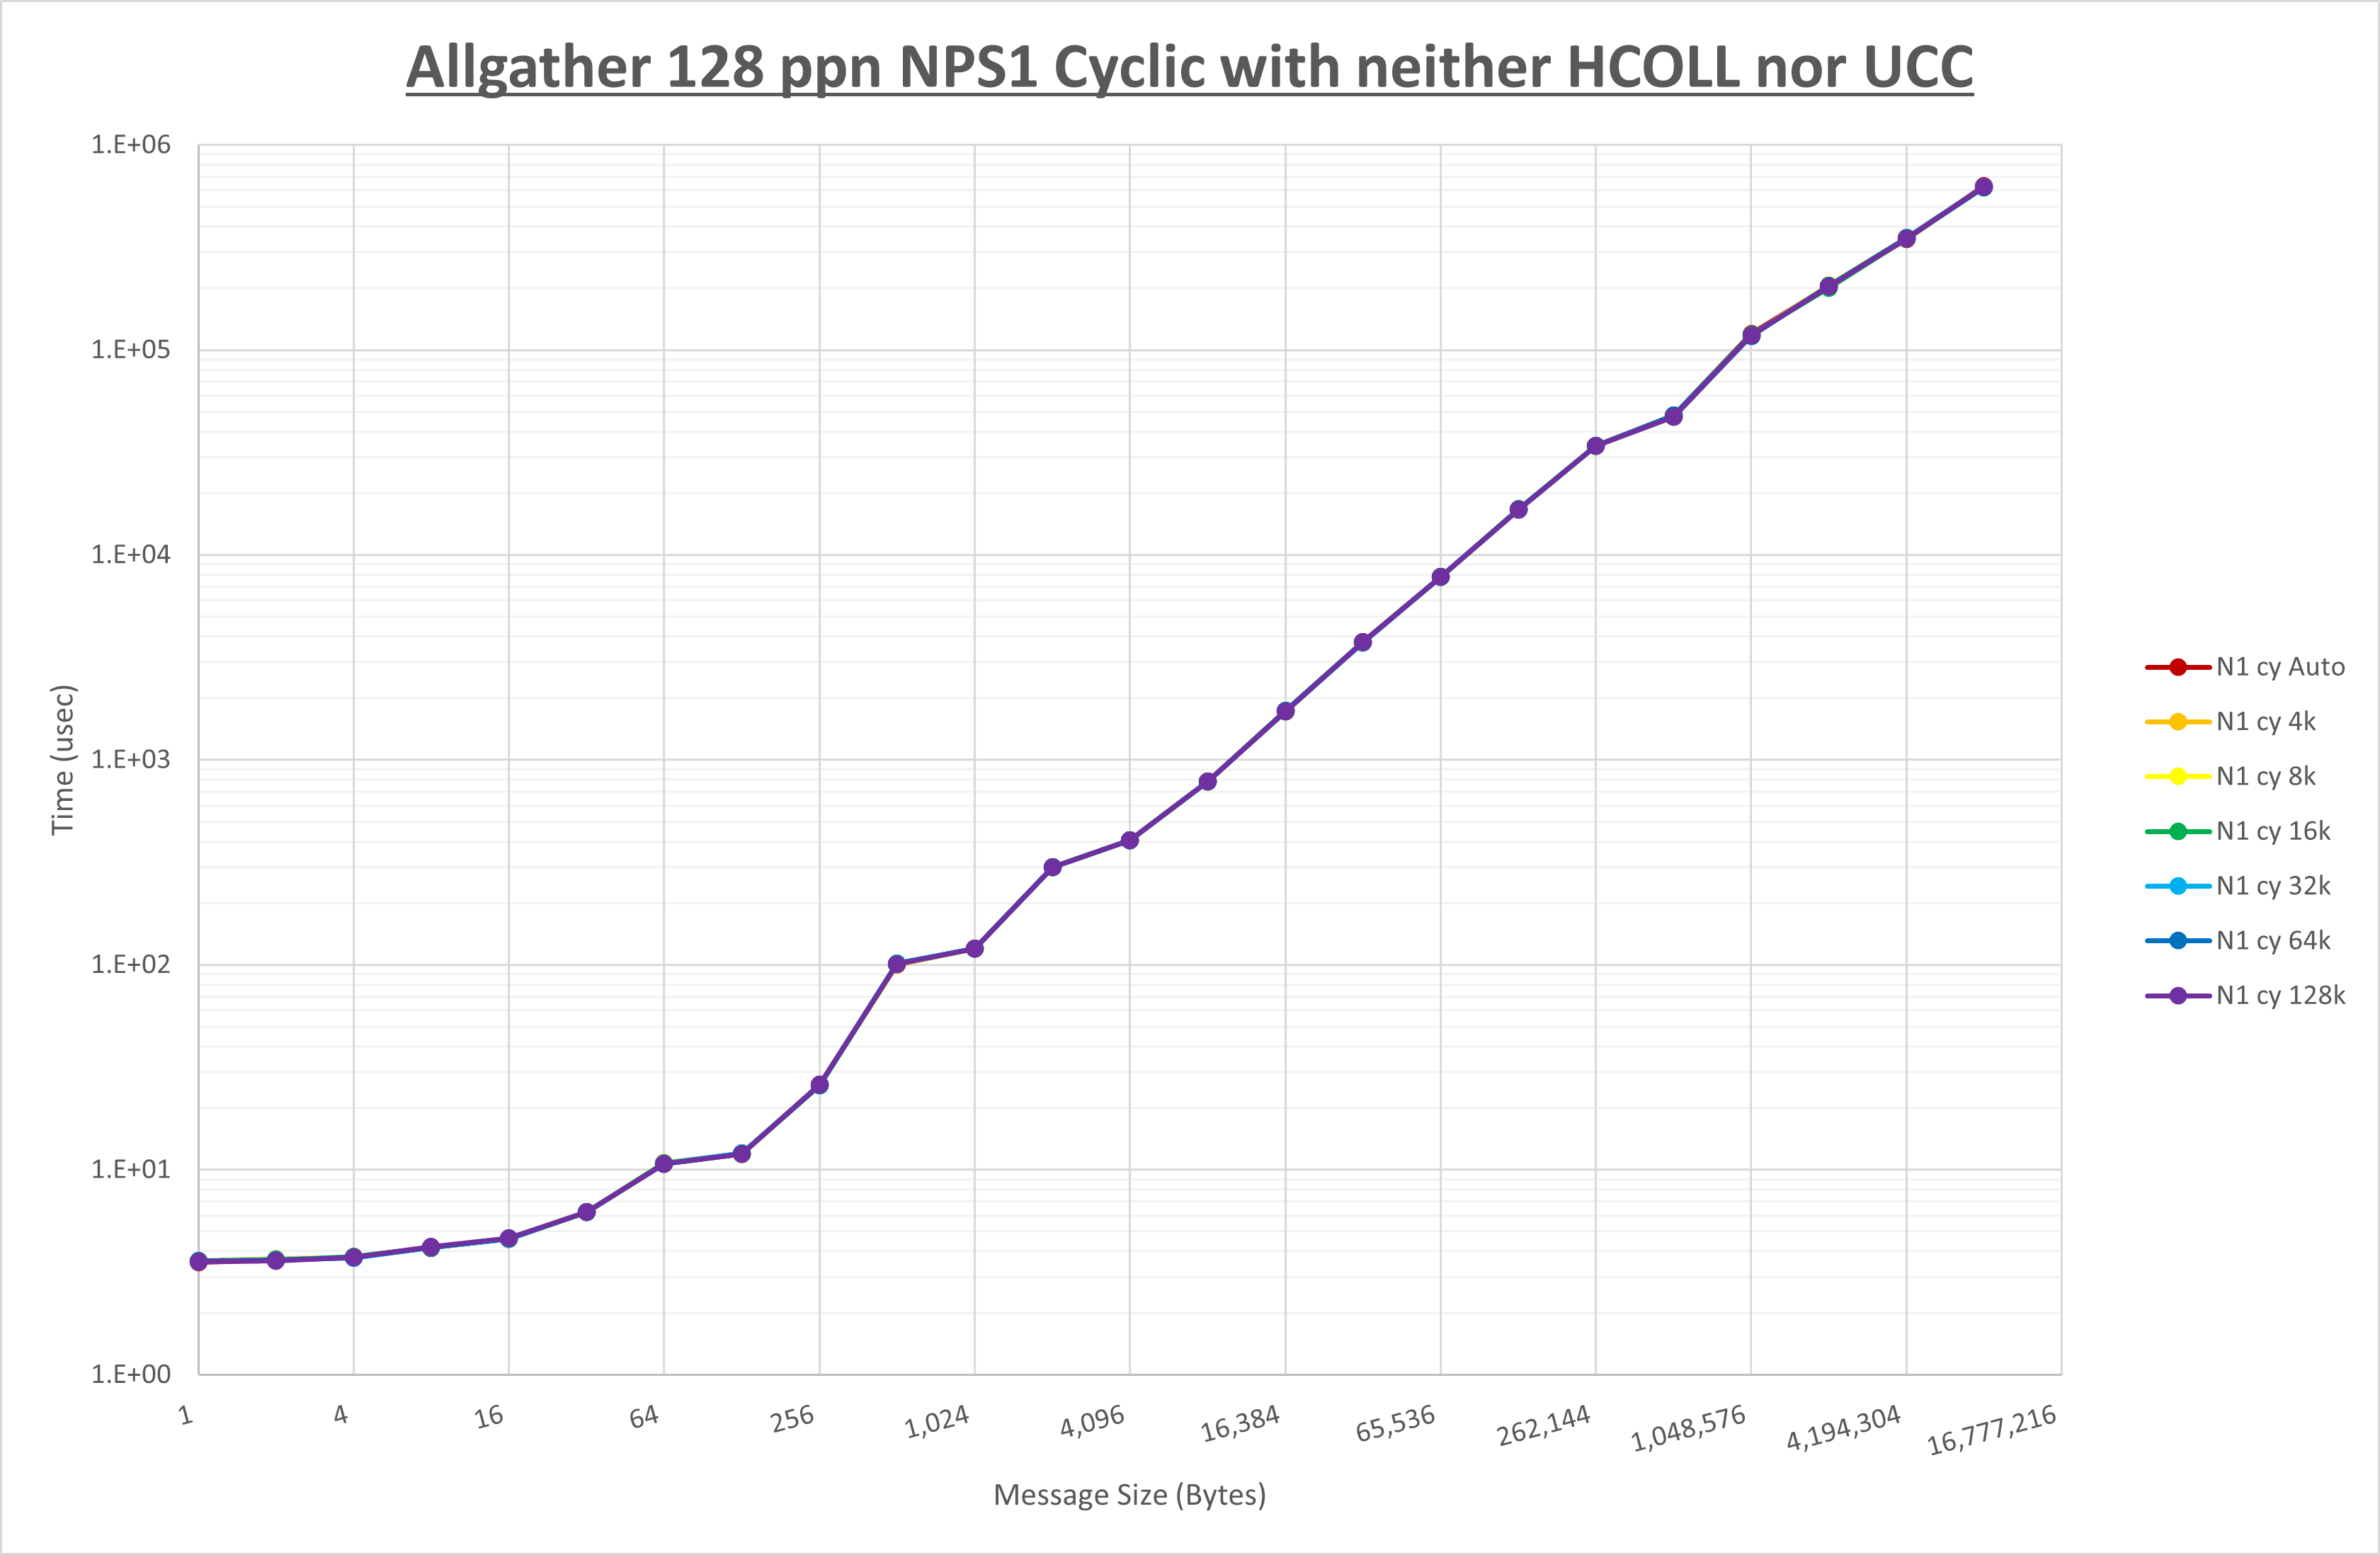 Allgather 128 ppn NPS1 Cyclic with neither HCOLL nor UCC
1.E+06
1.E+05
1.E+04
1.E+03
1.E+02
1.E+01
1.E+00
Time (usec)
1
4
16
64
256
1,024
4,096
16,384
65,536
262,144
1,048,576
4,194,304
16,777,216
Message Size (Bytes)
N1 cy Auto
N1 cy 4k
N1 cy 8k
N1 cy 16k
N1 cy 32k
N1 cy 64k
N1 cy 128k